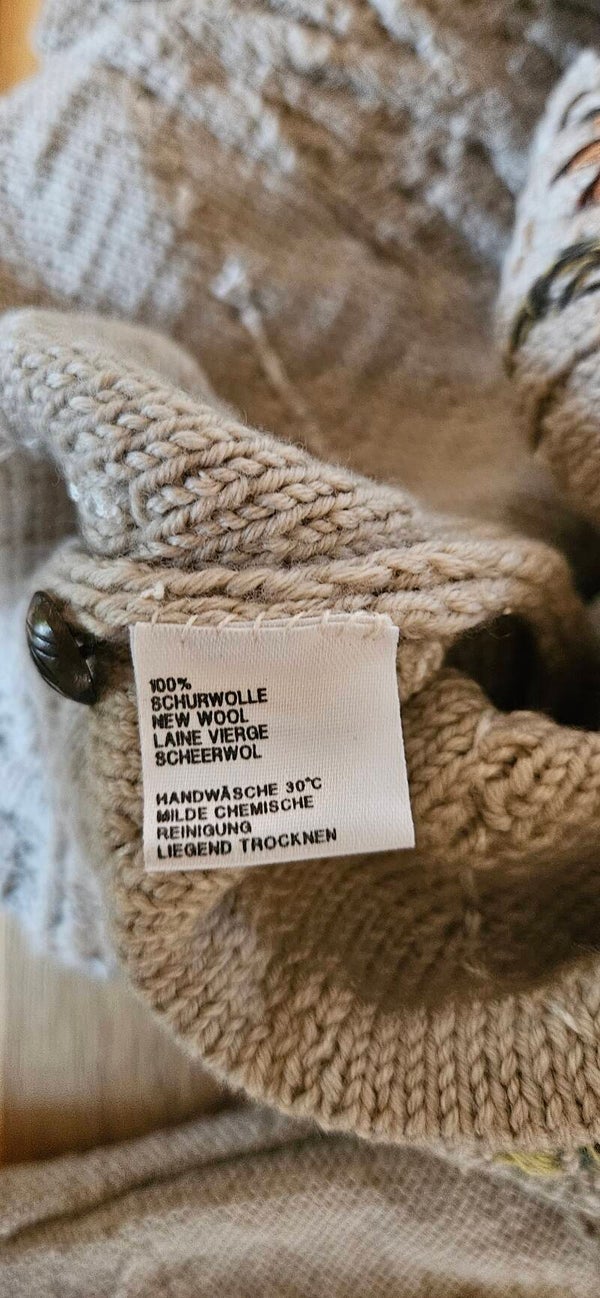 100%
SCHURWOLLE
NEW WOOL
LAINE VIERGE
SCHEERWOL
HANDWÄSCHE 30°C
MILDE CHEMISCHE
REINIGUNG
LIEGEND TROCKNEN